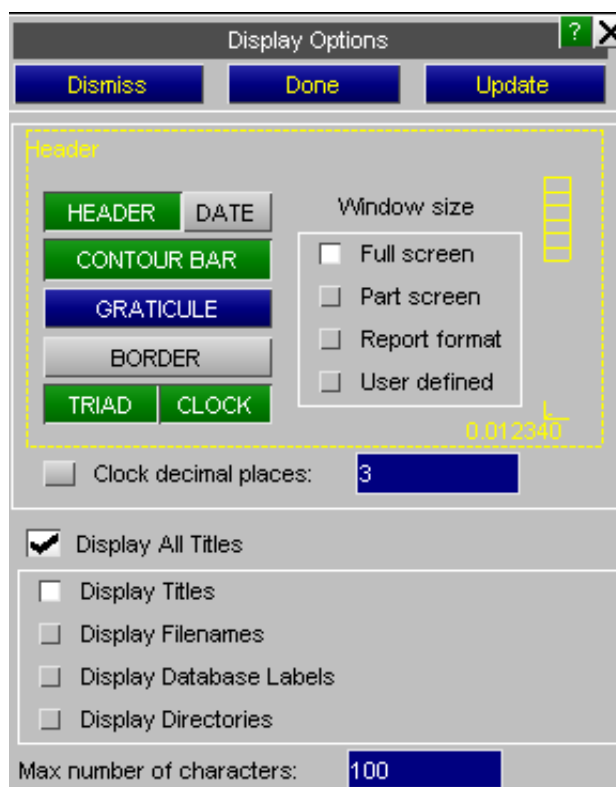 Display Options ?
Dismiss Done Update
Header
HEADER DATE Window size
CONTOUR BAR Full screen
GRATICULE Part screen
BORDER Report format
TRIAD CLOCK User defined
0.012340
Clock decimal places: 3
Display All Titles
Display Titles
Display Filenames
Display Database Labels
Display Directories
Max number of characters: 100